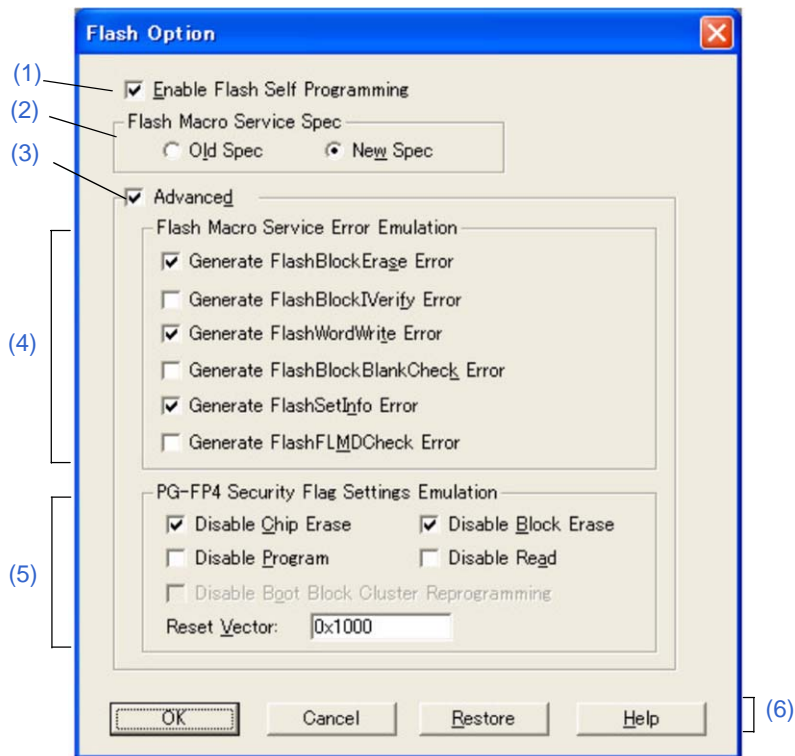 Flash Option
(1)
Enable Flash Self Programming
(2)
Flash Macro Service Spec
Old Spec New Spec
(3)
Advanced
Flash Macro Service Error Emulation
Generate FlashBlockErase Error
Generate FlashBlockIVerify Error
Generate FlashWordWrite Error
(4)
Generate FlashBlockBlankCheck Error
Generate FlashSetInfo Error
Generate FlashFLMDCheck Error
PG-FP4 Security Flag Settings Emulation
Disable Chip Erase Disable Block Erase
Disable Program Disable Read
(5)
Disable Boot Block Cluster Reprogramming
Reset Vector: 0x1000
OK Cancel Restore Help
(6)